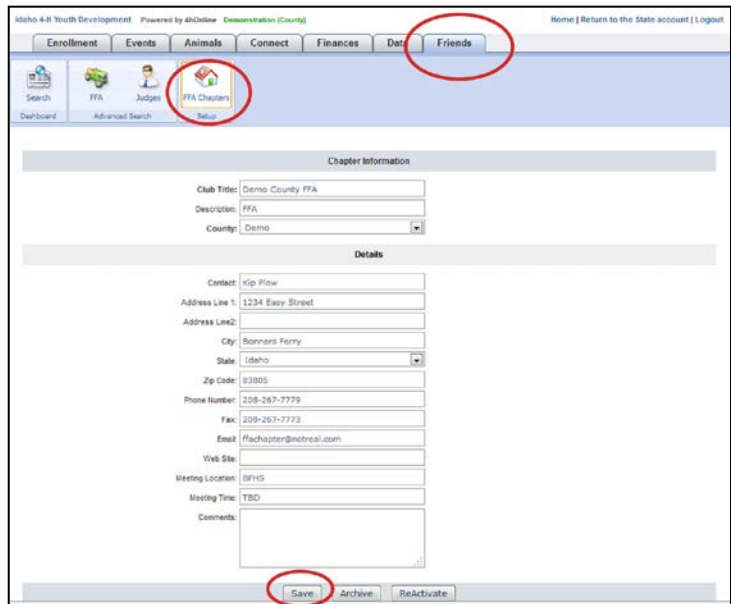 Idaho 4-H Youth Development Powered by 4hOnline Demonstration (County) Home | Return to the State account | Logout
Enrollment Events Animals Connect Finances Data Friends
Search FFA Judges FFA Chapters
Dashboard Advanced Search Setup
Chapter Information
Club Title: Demo County FFA
Description: FFA
County: Demo
Details
Contact: Kip Plow
Address Line 1: 1234 Easy Street
Address Line2:
City: Bonners Ferry
State: Idaho
Zip Code: 83805
Phone Number: 208-267-7779
Fax: 208-267-7773
Email: ffachapter@notreal.com
Web Site:
Meeting Location: BFHS
Meeting Time: TBD
Comments:
Save Archive ReActivate